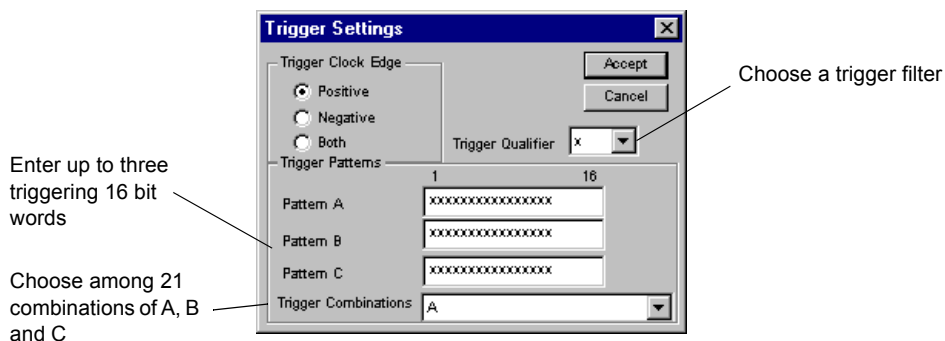 Trigger Settings
Trigger Clock Edge
Positive
Negative
Both
Accept
Cancel
Trigger Qualifier x
Choose a trigger filter
Trigger Patterns
1 16
Pattern A xxxxxxxxxxxxxxxx
Pattern B xxxxxxxxxxxxxxxx
Pattern C xxxxxxxxxxxxxxxx
Trigger Combinations A
Enter up to three
triggering 16 bit
words
Choose among 21
combinations of A, B
and C